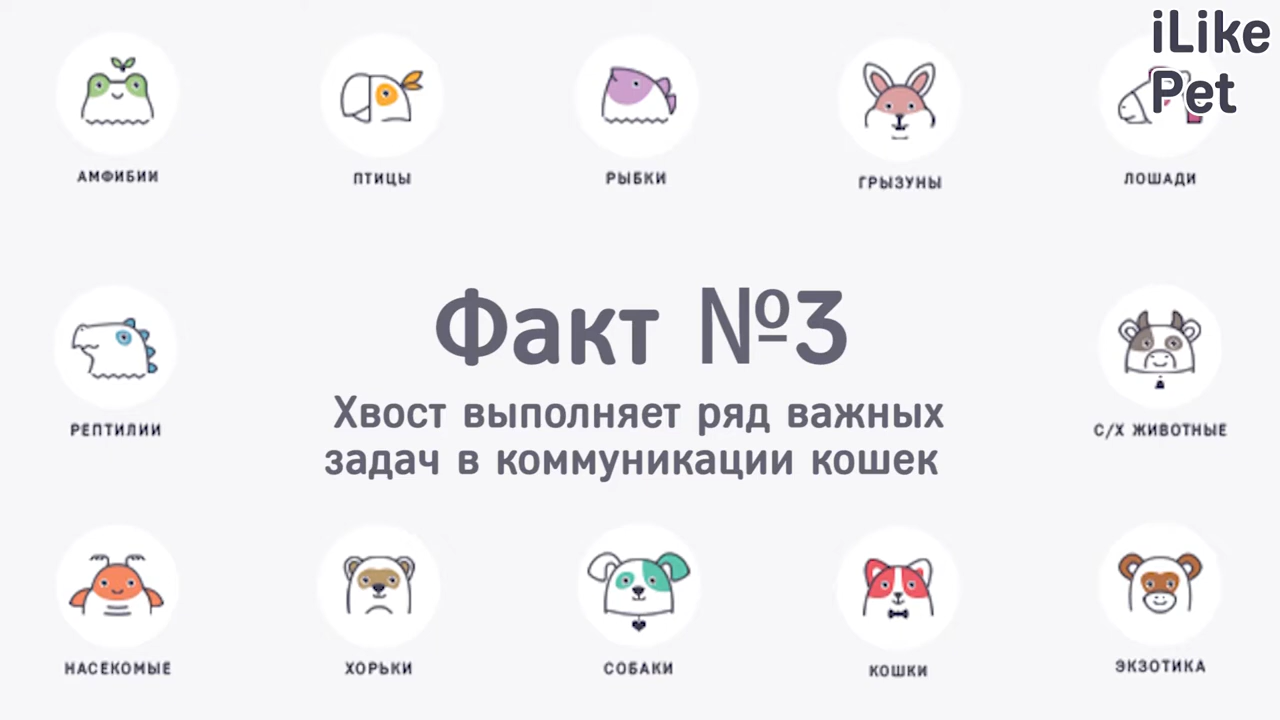 iLike
Pet
АМФИБИИ
ПТИЦЫ
РЫБКИ
ГРЫЗУНЫ
ЛОШАДИ
Факт №3
Хвост выполняет ряд важных
задач в коммуникации кошек
РЕПТИЛИИ
С/Х ЖИВОТНЫЕ
НАСЕКОМЫЕ
ХОРЬКИ
СОБАКИ
КОШКИ
ЭКЗОТИКА